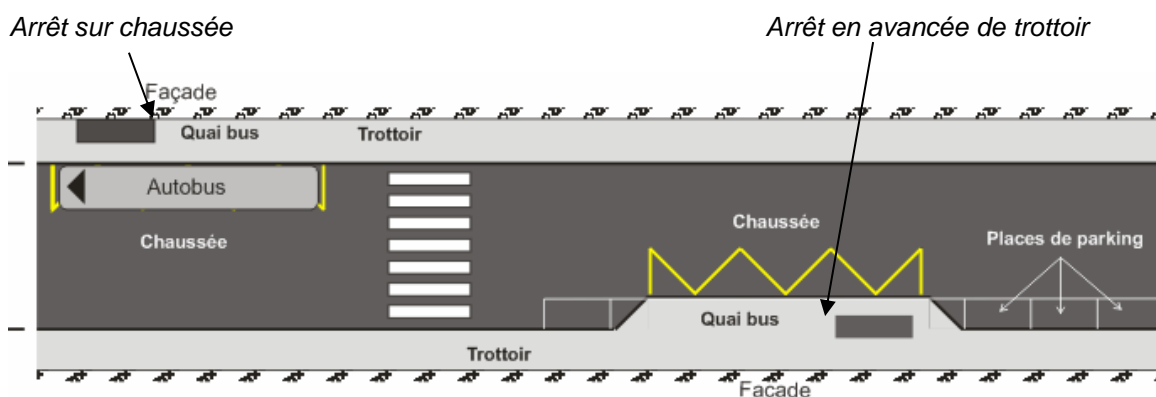 Arrêt sur chaussée
Arrêt en avancée de trottoir
Façade
Quai bus
Trottoir
Autobus
Chaussée
Chaussée
Places de parking
Quai bus
Trottoir
Facade